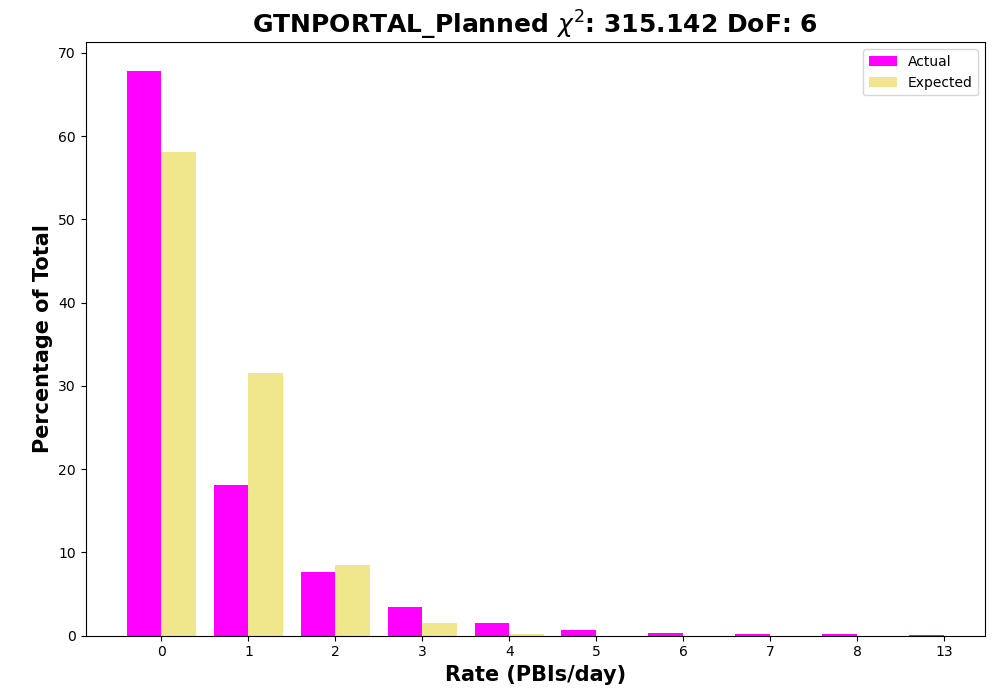 GTNPORTAL_Planned χ²: 315.142 DoF: 6
Actual
Expected
Percentage of Total
70
60
50
40
30
20
10
0
0 1 2 3 4 5 6 7 8 13
Rate (PBIs/day)